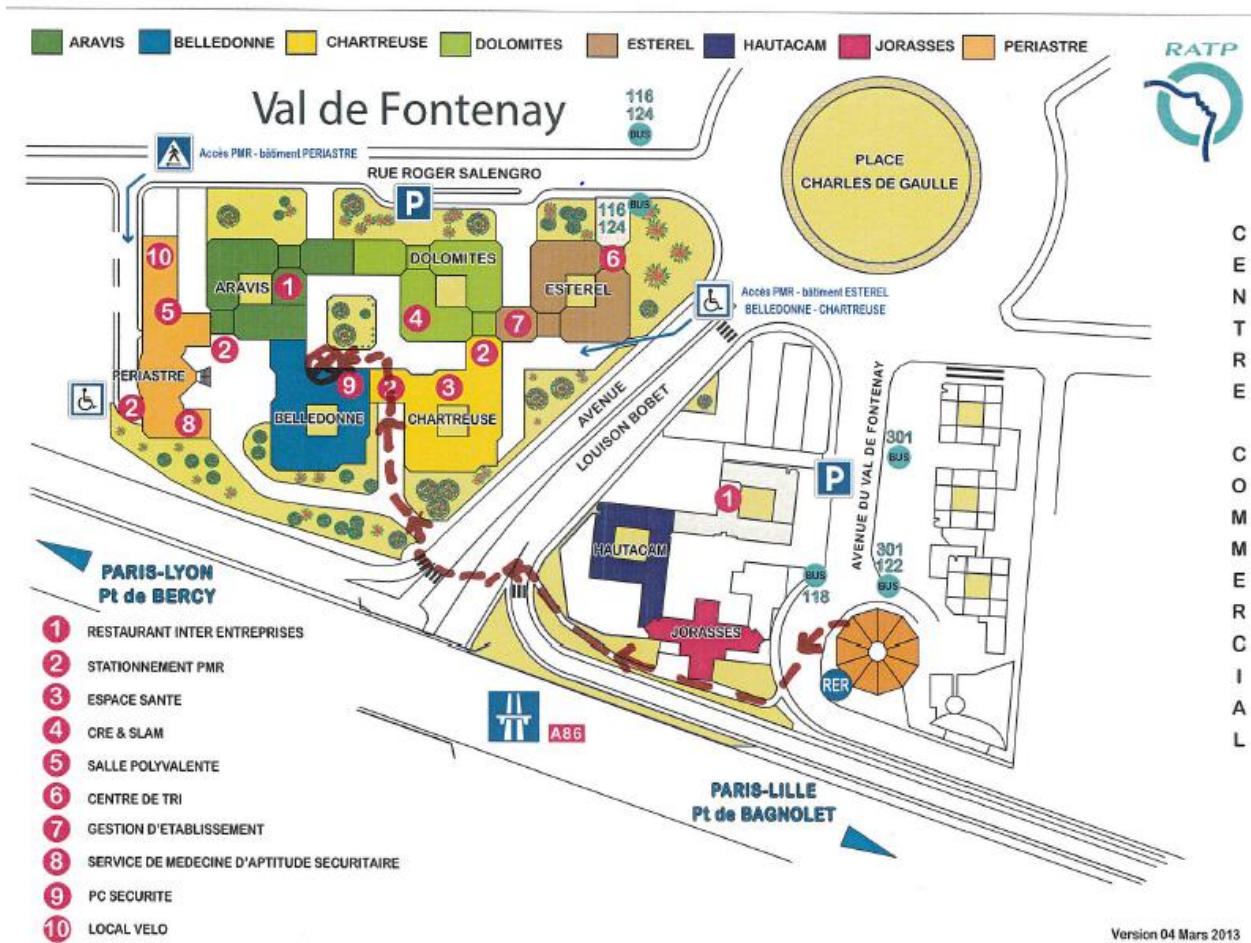 ARAVIS BELLEDONNE CHARTREUSE DOLOMITES ESTEREL HAUTACAM JORASSES PERIASTRE
RATP
Val de Fontenay
116
124
BUS
Accès PMR - bâtiment PERIASTRE
RUE ROGER SALENGRO
P
PLACE
CHARLES DE GAULLE
116
124
BUS
10
DOLOMITES
6
ARAVIS
1
ESTEREL
Accès PMR - bâtiment ESTEREL
BELLEDONNE - CHARTREUSE
5
4
7
2
2
PERIASTRE
9
2
3
2
8
BELLEDONNE
CHARTREUSE
AVENUE
LOUISON BOBET
AVENUE DU VAL DE FONTENAY
301
BUS
P
1
HAUTACAM
301
122
BUS
BUS
118
JORASSES
RER
CENTRE COMMERCIAL
PARIS-LYON
Pt de BERCY
A86
PARIS-LILLE
Pt de BAGNOLET
1 RESTAURANT INTER ENTREPRISES
2 STATIONNEMENT PMR
3 ESPACE SANTE
4 CRE & SLAM
5 SALLE POLYVALENTE
6 CENTRE DE TRI
7 GESTION D'ETABLISSEMENT
8 SERVICE DE MEDECINE D'APTITUDE SECURITAIRE
9 PC SECURITE
10 LOCAL VELO
Version 04 Mars 2013